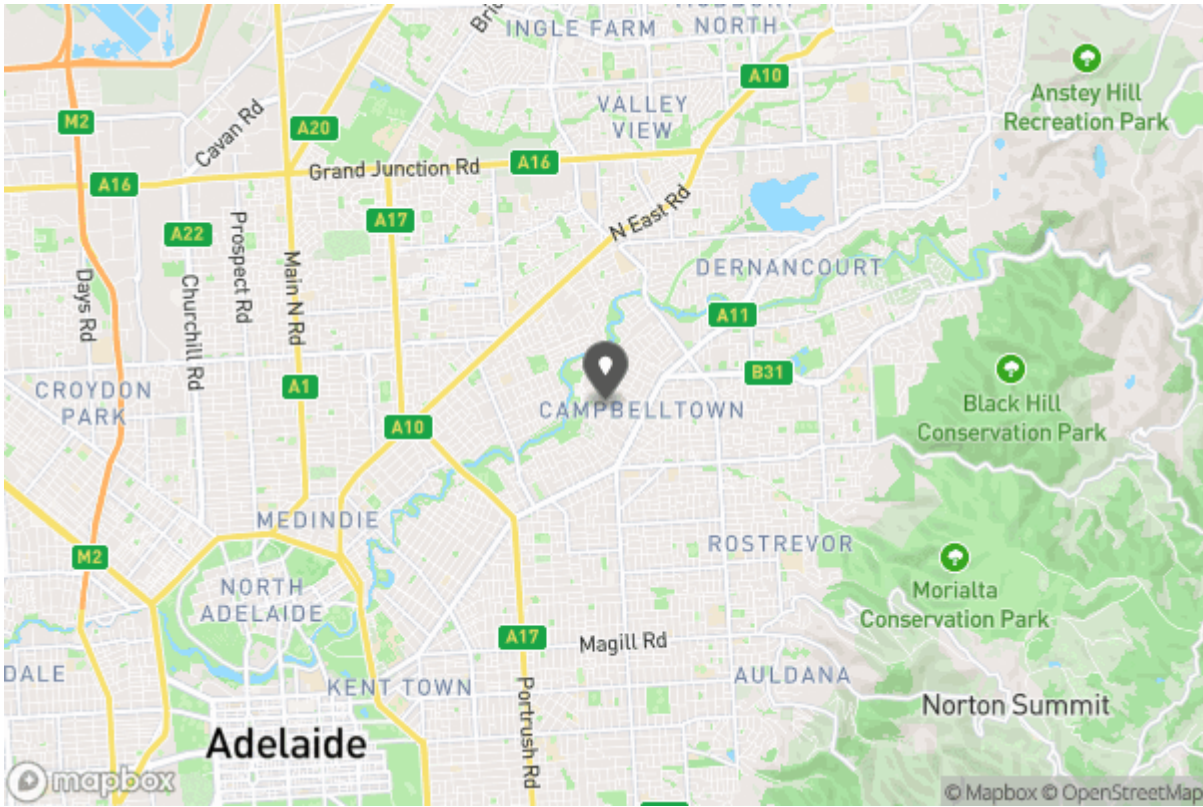 INGLE FARM
NORTH
A10
Anstey Hill
Recreation Park
VALLEY
VIEW
M2
Cavan Rd
A20
Grand Junction Rd
A16
A16
A17
A22
Prospect Rd
N East Rd
Days Rd
Churchill Rd
Main N Rd
DERNANCOURT
A11
A1
B31
CROYDON
PARK
CAMPBELLTOWN
Black Hill
Conservation Park
A10
MEDINDIE
ROSTREVOR
M2
NORTH
ADELAIDE
Morialta
Conservation Park
A17
Magill Rd
DALE
KENT TOWN
AULDANA
Portrush Rd
Norton Summit
Adelaide
mapbox
© Mapbox © OpenStreetMap